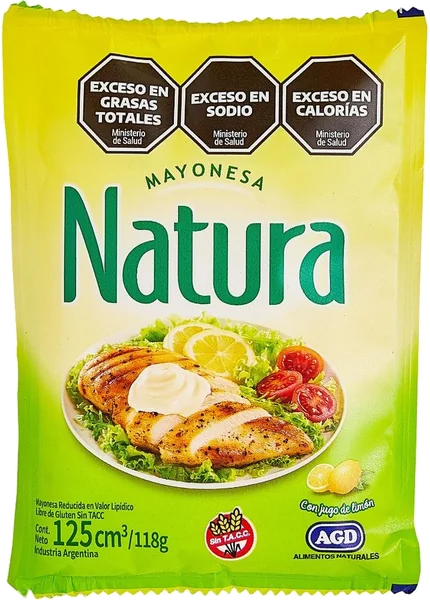 EXCESO EN
GRASAS
TOTALES
Ministerio
de Salud
EXCESO EN
SODIO
Ministerio
de Salud
EXCESO EN
CALORÍAS
Ministerio
de Salud
MAYONESA
Natura
Con jugo de limón
Mayonesa Reducida en Valor Lipídico
Libre de Gluten Sin TACC
Cont.
Neto 125 cm³/118g
Industria Argentina
Sin T.A.C.C.
AGD
ALIMENTOS NATURALES